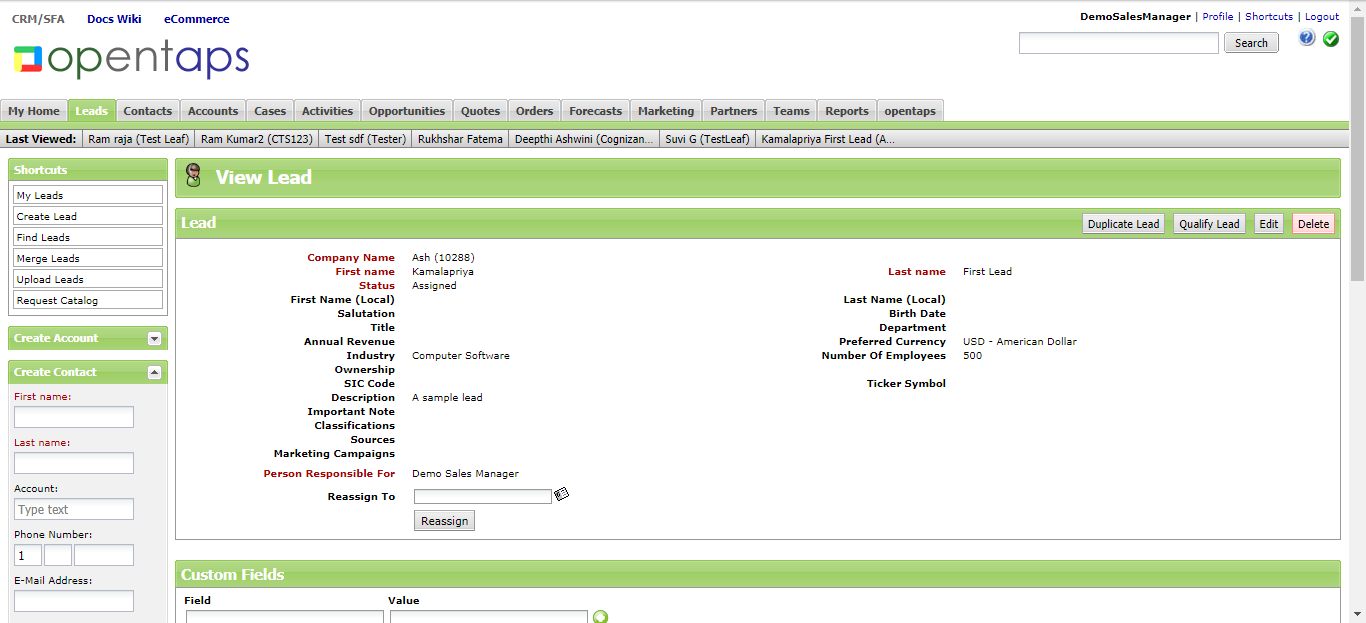 CRM/SFA Docs Wiki eCommerce
DemoSalesManager | Profile | Shortcuts | Logout
opentaps
Search
My Home Leads Contacts Accounts Cases Activities Opportunities Quotes Orders Forecasts Marketing Partners Teams Reports opentaps
Last Viewed: Ram raja (Test Leaf) Ram Kumar2 (CTS123) Test sdf (Tester) Rukhshar Fatema Deepthi Ashwini (Cognizan... Suvi G (TestLeaf) Kamalapriya First Lead (A...
Shortcuts
My Leads
Create Lead
Find Leads
Merge Leads
Upload Leads
Request Catalog
Create Account
Create Contact
First name:
Last name:
Account:
Type text
Phone Number:
1
E-Mail Address:
View Lead
Lead
Duplicate Lead Qualify Lead Edit Delete
Company Name Ash (10288)
First name Kamalapriya Last name First Lead
Status Assigned
First Name (Local) Last Name (Local)
Salutation Birth Date
Title Department
Annual Revenue Preferred Currency USD - American Dollar
Industry Computer Software Number Of Employees 500
Ownership
SIC Code Ticker Symbol
Description A sample lead
Important Note
Classifications
Sources
Marketing Campaigns
Person Responsible For Demo Sales Manager
Reassign To
Reassign
Custom Fields
Field Value